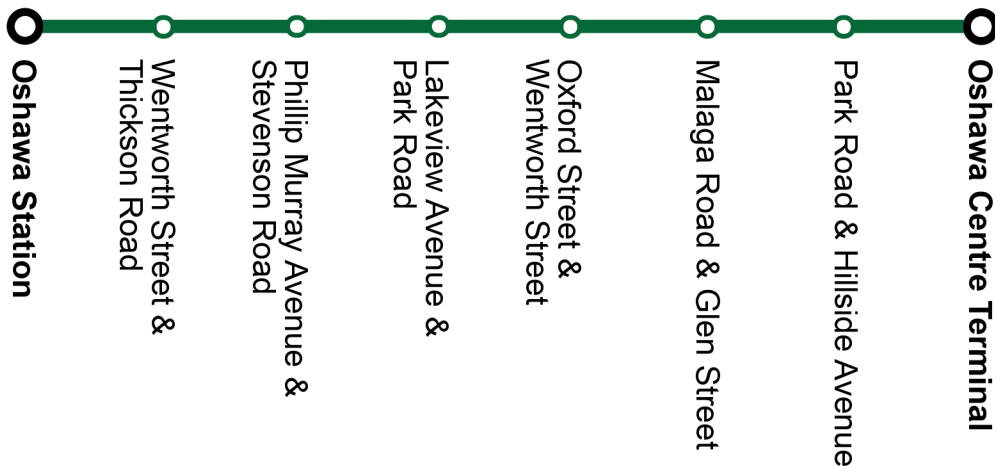 Oshawa Station
Wentworth Street &
Thickson Road
Phillip Murray Avenue &
Stevenson Road
Lakeview Avenue &
Park Road
Oxford Street &
Wentworth Street
Malaga Road & Glen Street
Park Road & Hillside Avenue
Oshawa Centre Terminal